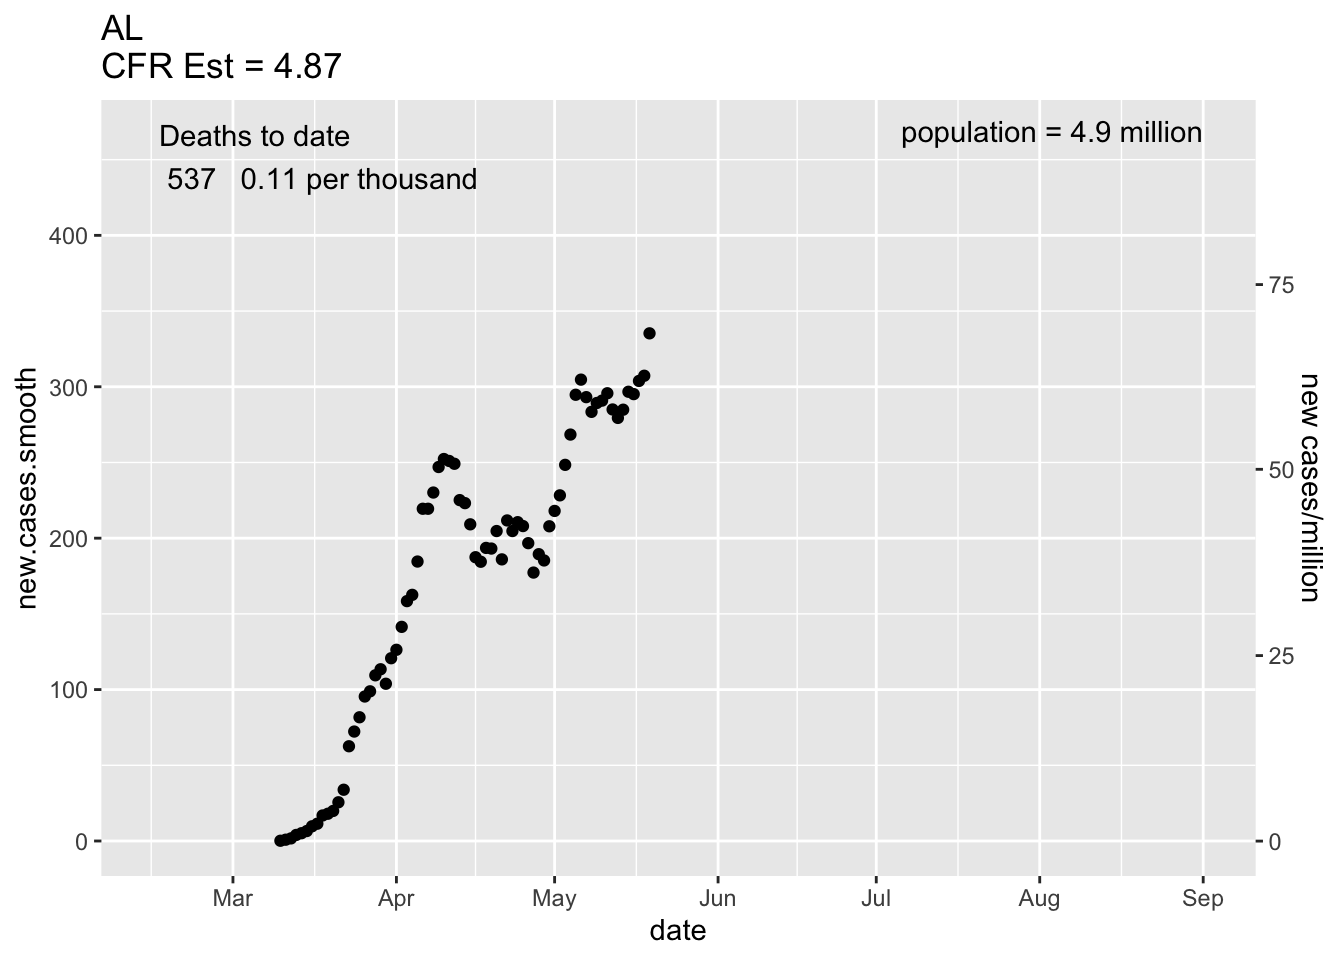 AL
CFR Est = 4.87
Deaths to date
537 0.11 per thousand
population = 4.9 million
new.cases.smooth
400
300
200
100
0
75
50
25
0
new cases/million
Mar Apr May Jun Jul Aug Sep
date